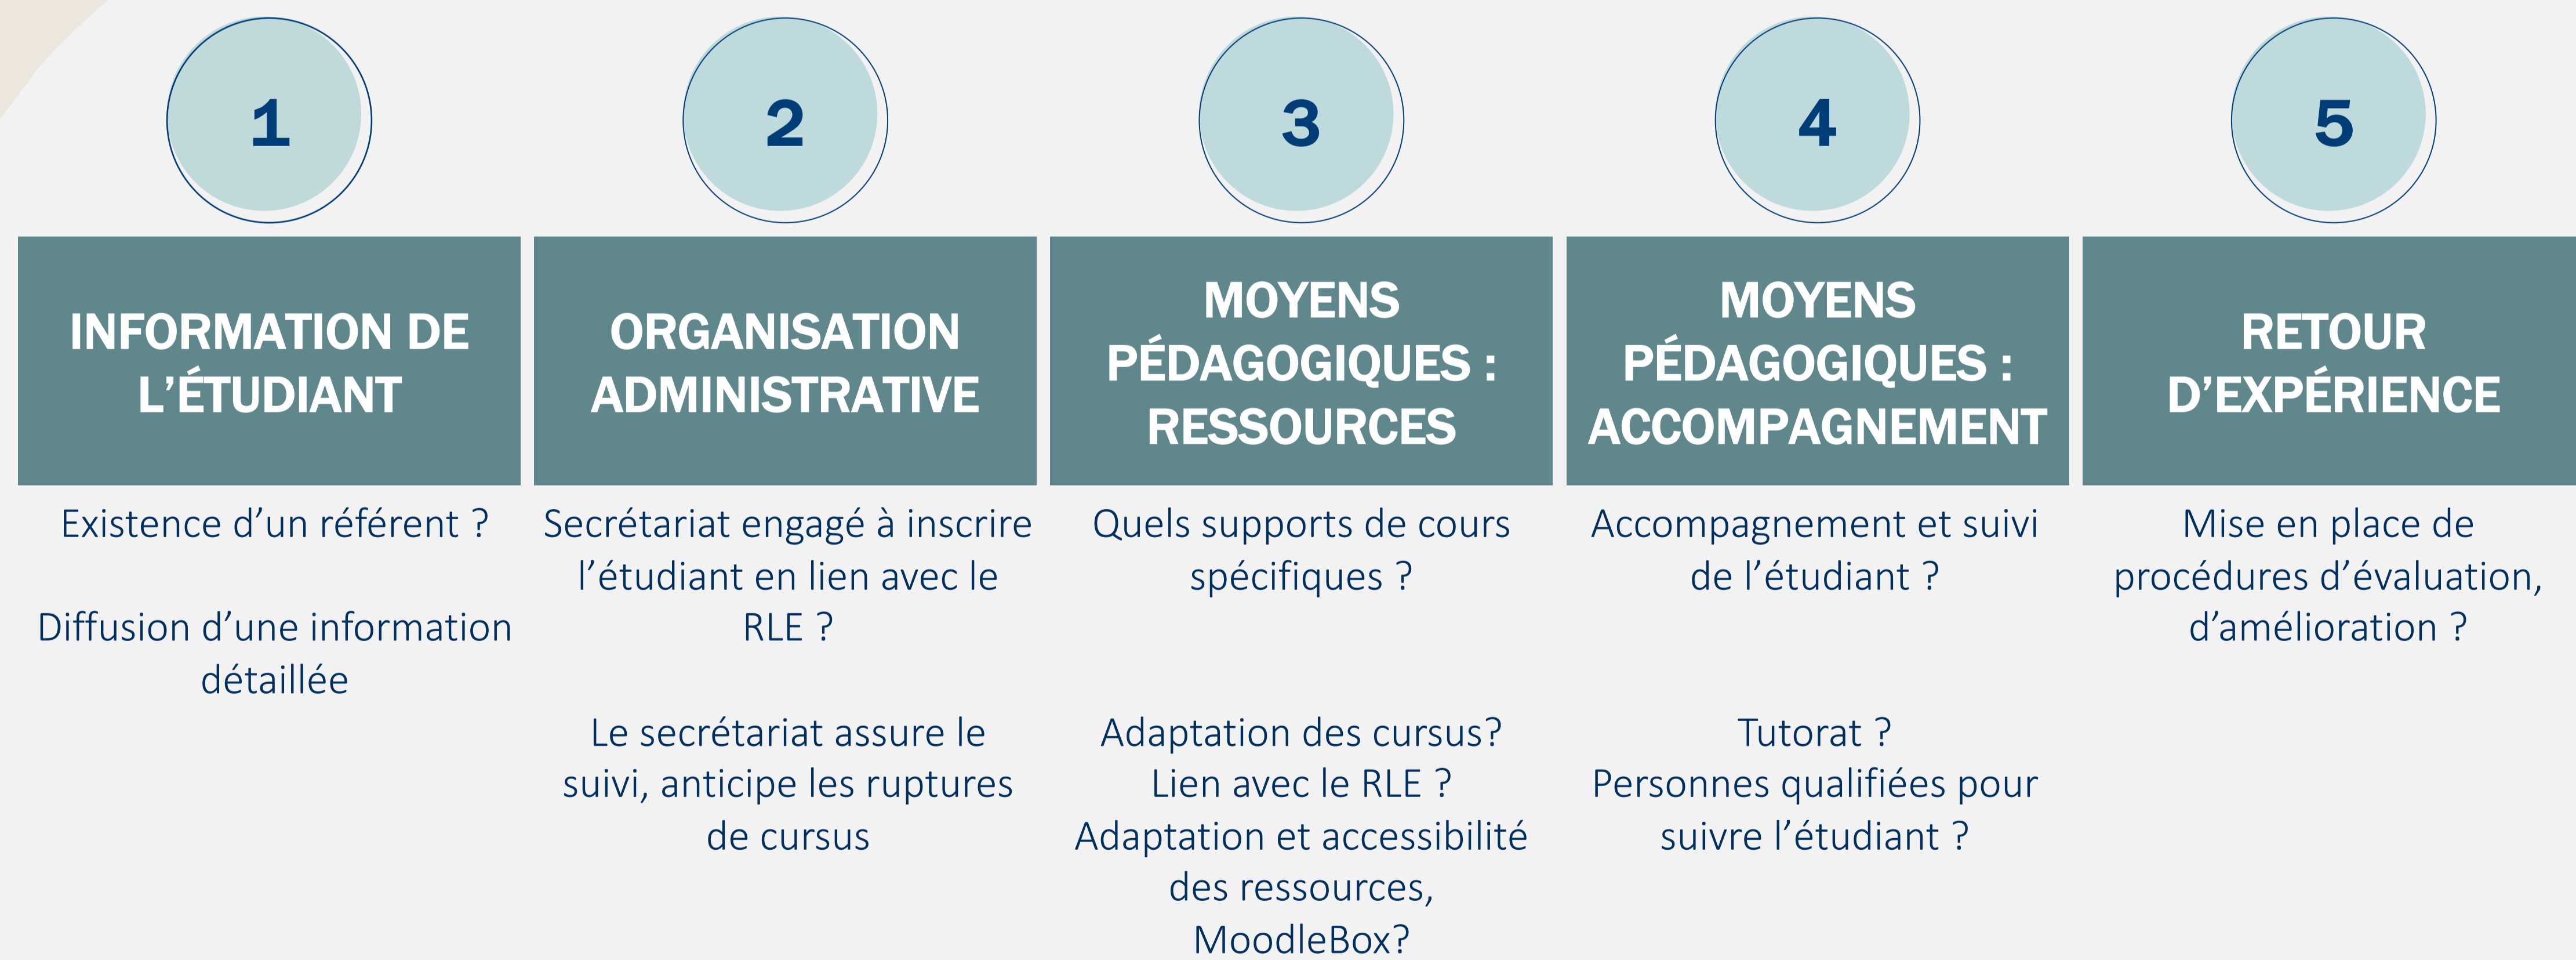 1
INFORMATION DE
L’ÉTUDIANT
Existence d’un référent ?
Diffusion d’une information
détaillée
2
ORGANISATION
ADMINISTRATIVE
Secrétariat engagé à inscrire
l’étudiant en lien avec le
RLE ?
Le secrétariat assure le
suivi, anticipe les ruptures
de cursus
3
MOYENS
PÉDAGOGIQUES :
RESSOURCES
Quels supports de cours
spécifiques ?
Adaptation des cursus?
Lien avec le RLE ?
Adaptation et accessibilité
des ressources,
MoodleBox?
4
MOYENS
PÉDAGOGIQUES :
ACCOMPAGNEMENT
Accompagnement et suivi
de l’étudiant ?
Tutorat ?
Personnes qualifiées pour
suivre l’étudiant ?
5
RETOUR
D’EXPÉRIENCE
Mise en place de
procédures d’évaluation,
d’amélioration ?